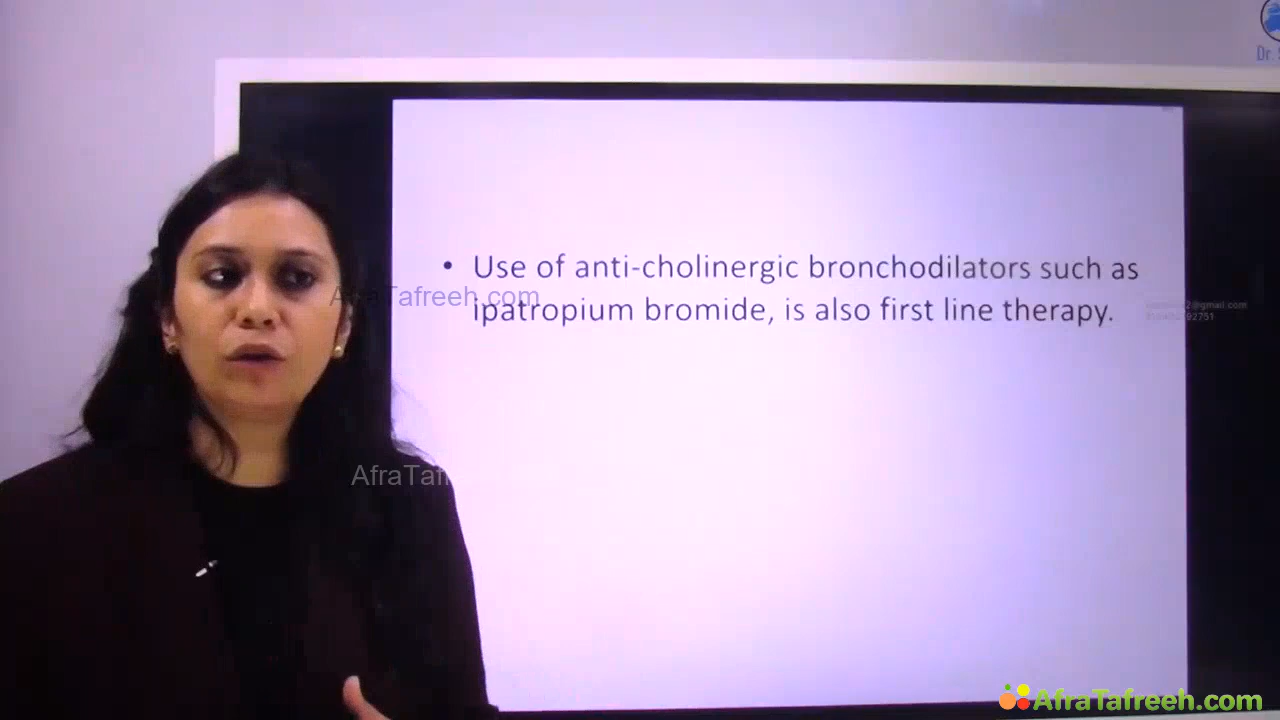 Dr.
• Use of anti-cholinergic bronchodilators such as
ipatropium bromide, is also first line therapy.
AfraTafreeh.com
AfraTaf
AfraTafreeh.com